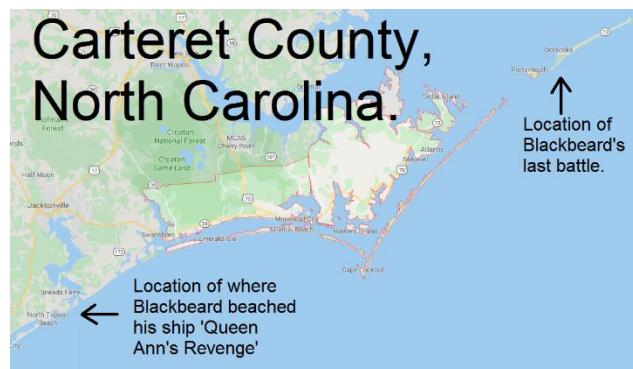 Carteret County,
North Carolina.
Trent Woods
Ocracoke
Portsmouth
Cedar Island
Location of
Blackbeard's
last battle.
Croatan
National Forest
MCAS
Cherry Point
Croatan
Game Land
Atlantic
Sealevel
Half Moon
Jacksonville
Morehead City
Atlantic Beach
Harkers Island
Swansboro
Emerald Isle
Cape Lookout
Location of where
Blackbeard beached
his ship 'Queen
Ann's Revenge'
Sneads Ferry
North Topsail
Beach